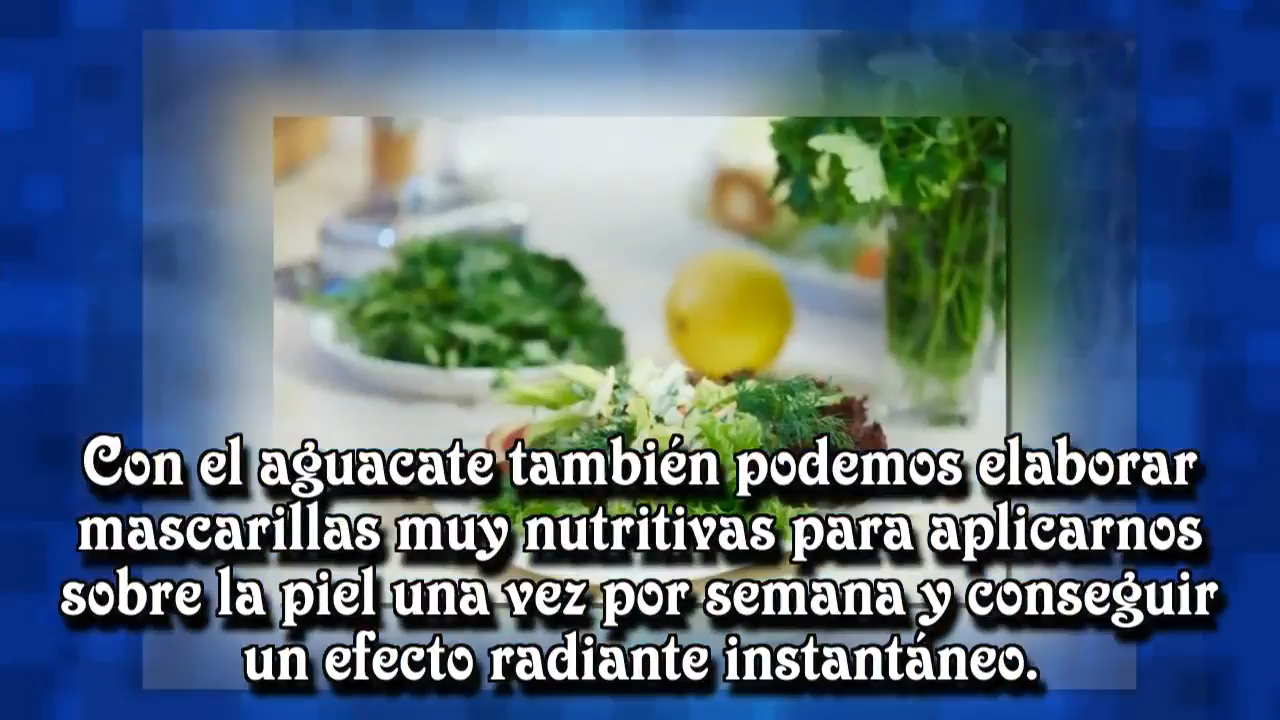 Con el aguacate también podemos elaborar
mascarillas muy nutritivas para aplicarnos
sobre la piel una vez por semana y conseguir
un efecto radiante instantáneo.